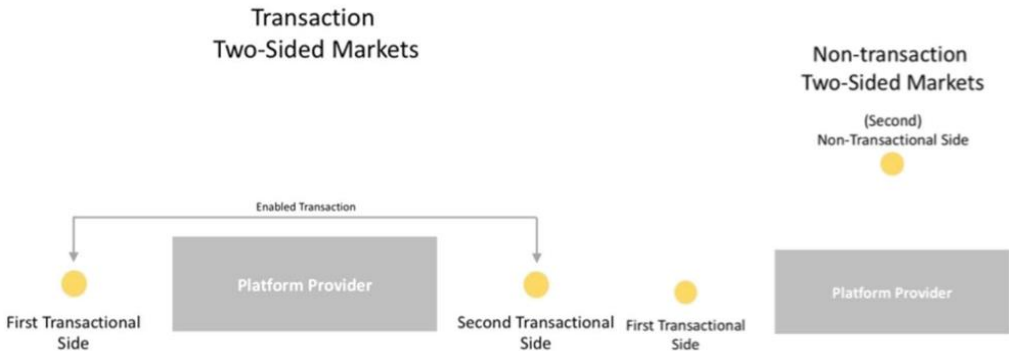 Transaction
Two-Sided Markets
Enabled Transaction
Platform Provider
First Transactional
Side
Second Transactional
Side
Non-transaction
Two-Sided Markets
(Second)
Non-Transactional Side
Platform Provider
First Transactional
Side